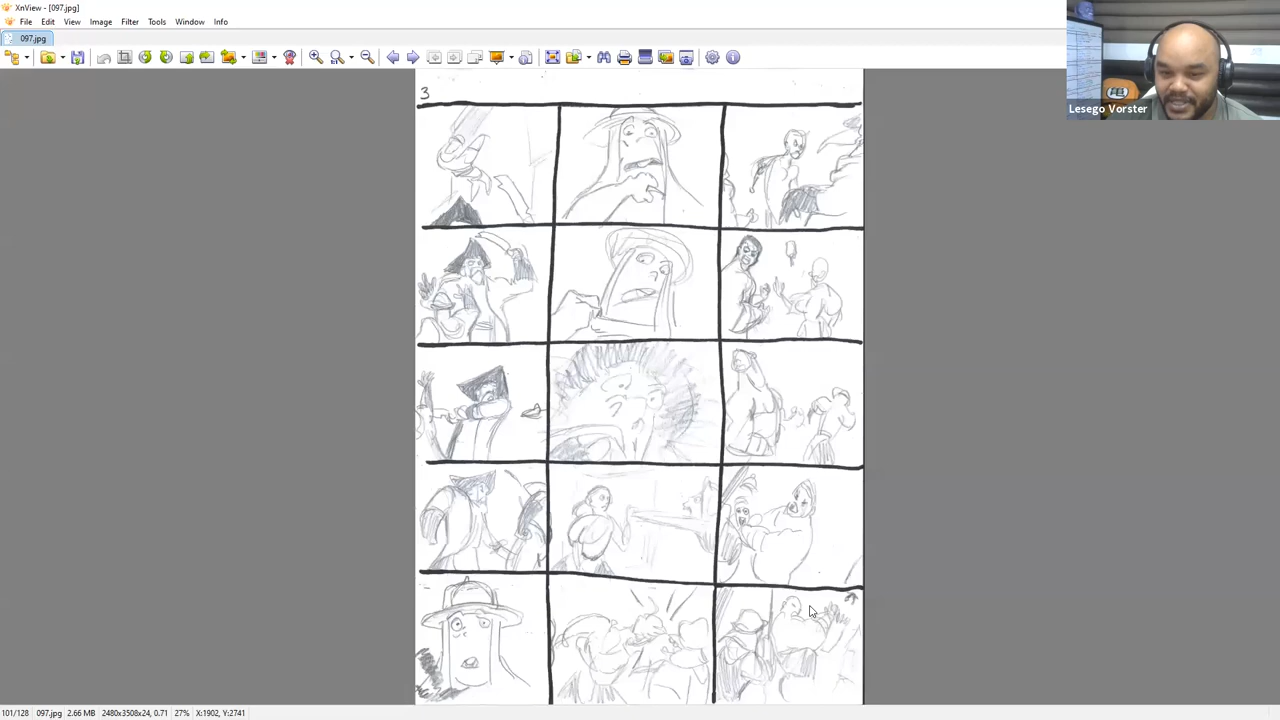 XnView - [097.jpg]
File Edit View Image Filter Tools Window Info
097.jpg
Lesego Vorster
3
101/128 097.jpg 2.66 MB 2480x3508x24, 0.71 27% X:1902, Y:2741